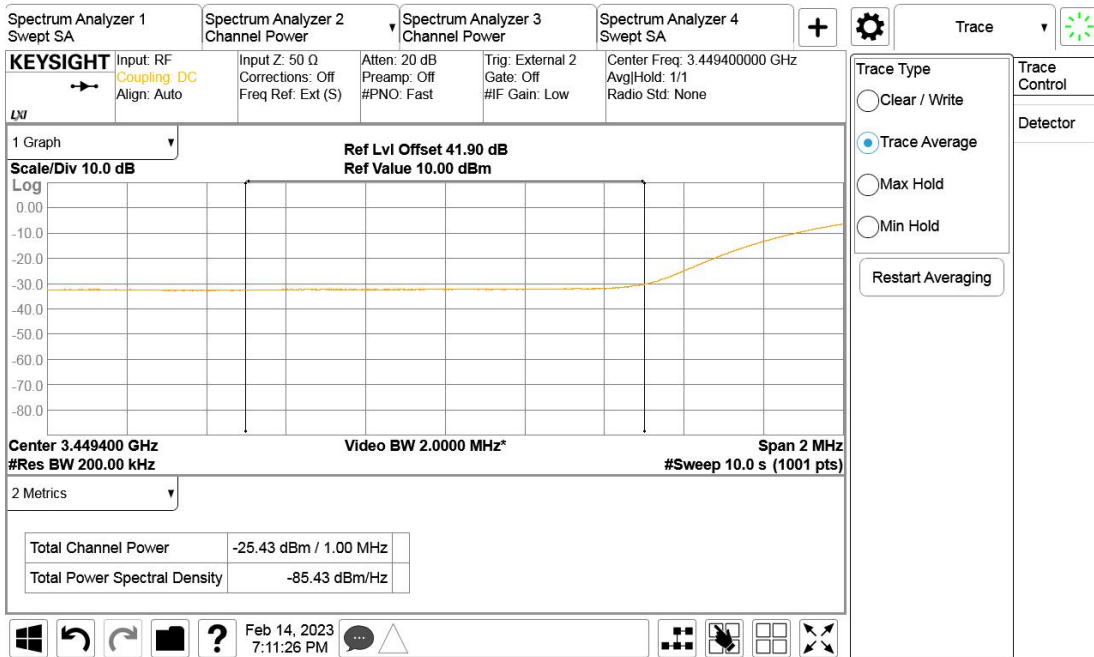 Spectrum Analyzer 1
Swept SA
Spectrum Analyzer 2
Channel Power
Spectrum Analyzer 3
Channel Power
Spectrum Analyzer 4
Swept SA
+
Trace
KEYSIGHT
LXI
Input: RF
Coupling: DC
Align: Auto
Input Z: 50 Ω
Corrections: Off
Freq Ref: Ext (S)
Atten: 20 dB
Preamp: Off
#PNO: Fast
Trig: External 2
Gate: Off
#IF Gain: Low
Center Freq: 3.449400000 GHz
Avg|Hold: 1/1
Radio Std: None
Trace Type
Clear / Write
Trace Average
Max Hold
Min Hold
Restart Averaging
Trace
Control
Detector
1 Graph
Scale/Div 10.0 dB
Ref Lvl Offset 41.90 dB
Ref Value 10.00 dBm
Log
0.00
-10.0
-20.0
-30.0
-40.0
-50.0
-60.0
-70.0
-80.0
Center 3.449400 GHz
#Res BW 200.00 kHz
Video BW 2.0000 MHz*
Span 2 MHz
#Sweep 10.0 s (1001 pts)
2 Metrics
Total Channel Power -25.43 dBm / 1.00 MHz
Total Power Spectral Density -85.43 dBm/Hz
?
Feb 14, 2023
7:11:26 PM